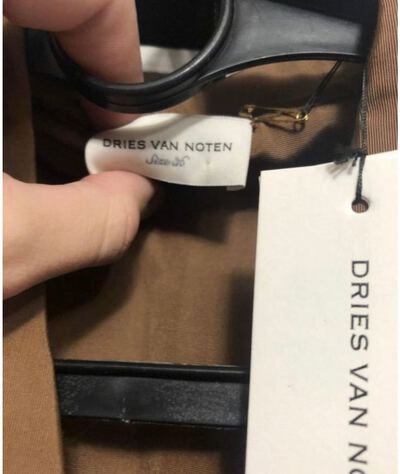 DRIES VAN NOTEN
Size: 36
DRIES VAN NO